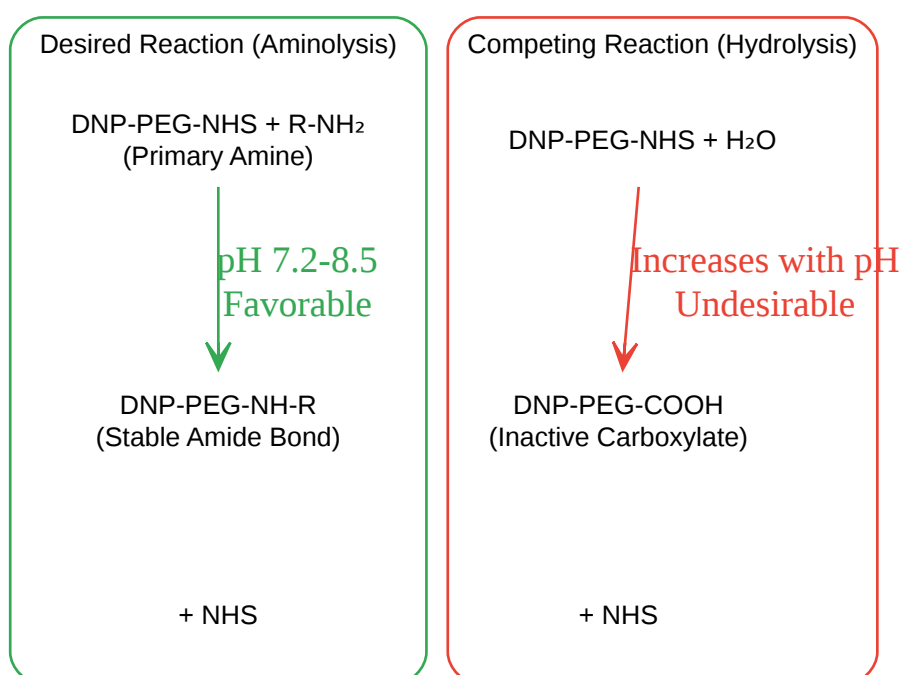 Desired Reaction (Aminolysis)
DNP-PEG-NHS + R-NH₂
(Primary Amine)
pH 7.2-8.5
Favorable
DNP-PEG-NH-R
(Stable Amide Bond)
+ NHS
Competing Reaction (Hydrolysis)
DNP-PEG-NHS + H₂O
Increases with pH
Undesirable
DNP-PEG-COOH
(Inactive Carboxylate)
+ NHS